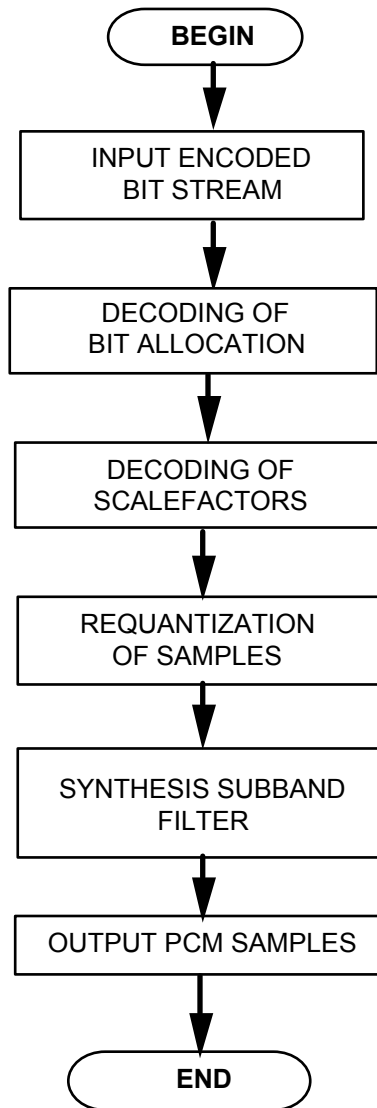 BEGIN
INPUT ENCODED
BIT STREAM
DECODING OF
BIT ALLOCATION
DECODING OF
SCALEFACTORS
REQUANTIZATION
OF SAMPLES
SYNTHESIS SUBBAND
FILTER
OUTPUT PCM SAMPLES
END